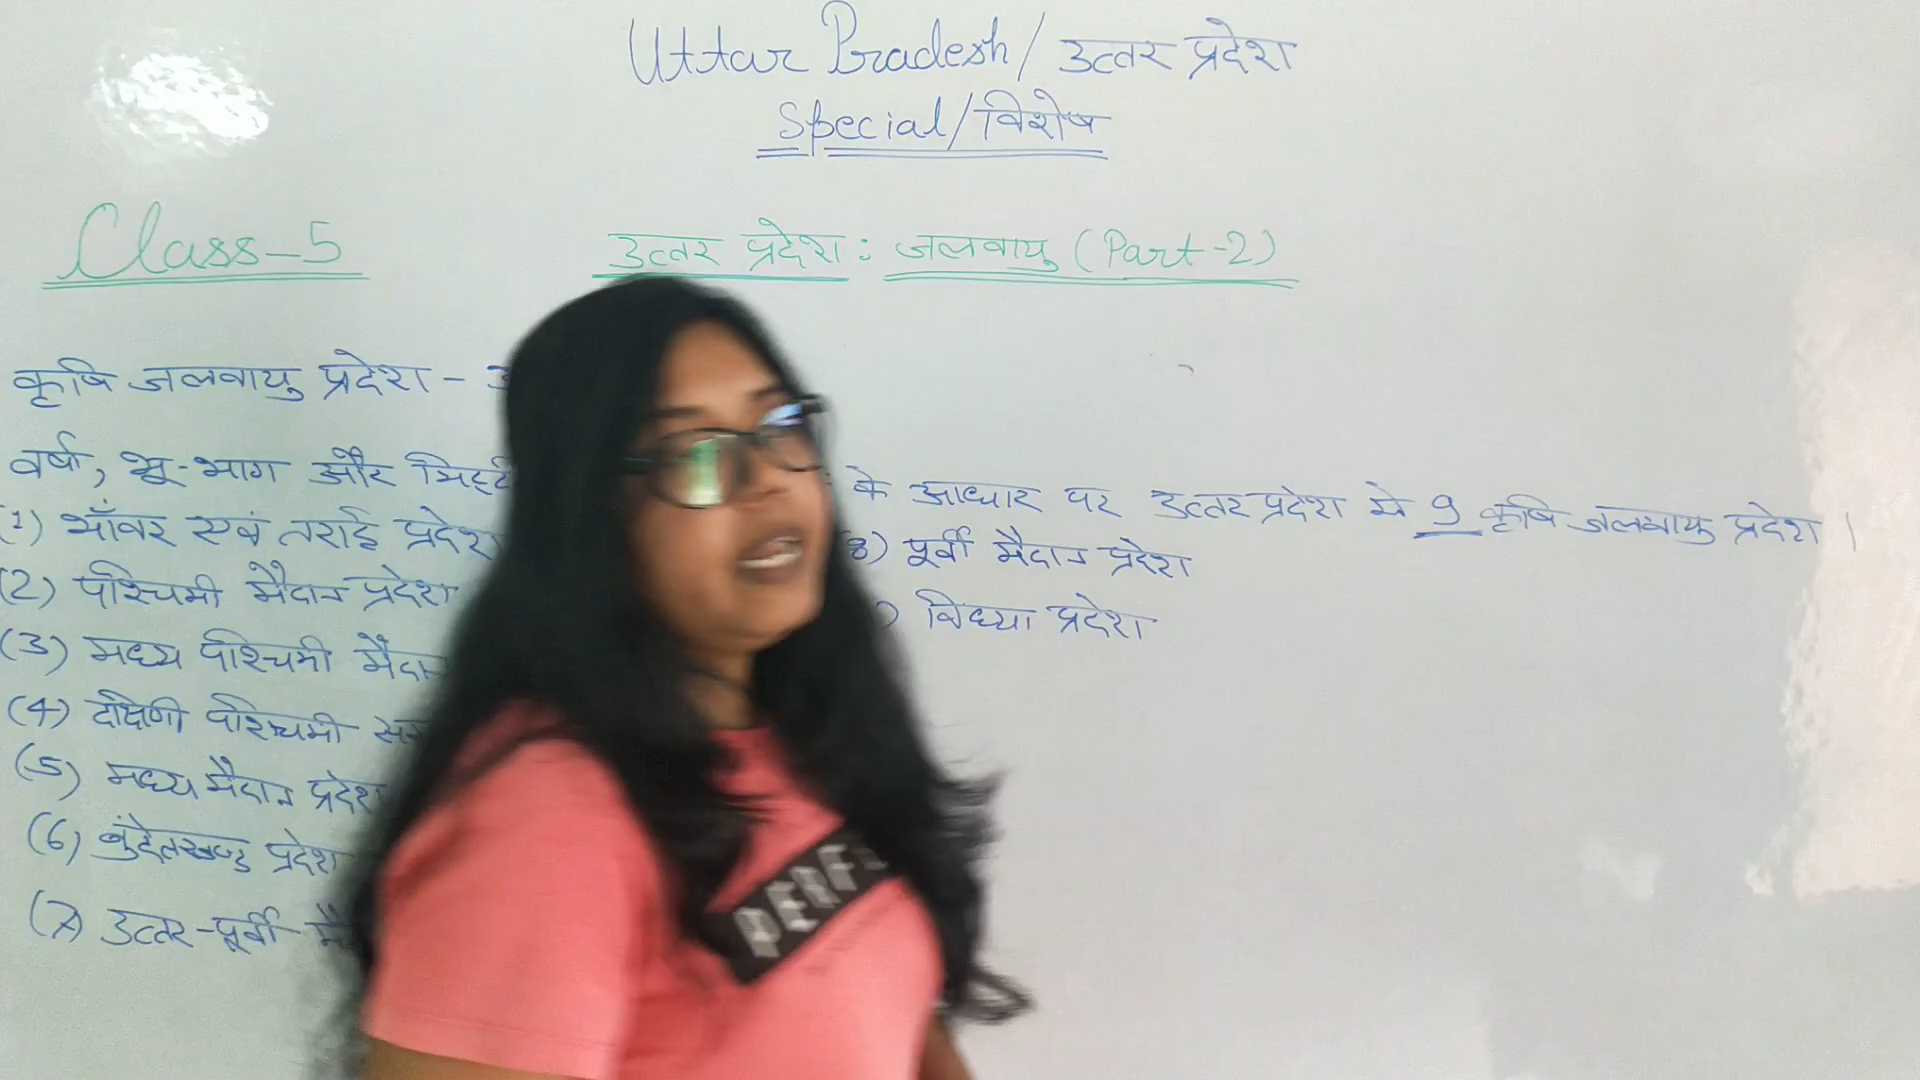 Uttar Pradesh/उत्तर प्रदेश
Special/विशेष
Class-5
उत्तर प्रदेश: जलवायु (Part-2)
कृषि जलवायु प्रदेश -
वर्षा, भू-भाग और
के आधार पर उत्तर प्रदेश मे 9 कृषि जलवायु प्रदेश।
(1) भाँवर एवं तराई प्रदेश
(2) पश्चिमी मैदान प्रदेश
(3) मध्य पश्चिमी मैदान
(4) दक्षिणी पश्चिमी
(5) मध्य मैदान प्रदेश
(6) बुंदेलखण्ड प्रदेश
(7) उत्तर-पूर्वी
8) पूर्वी मैदान प्रदेश
) विंध्या प्रदेश
PERF